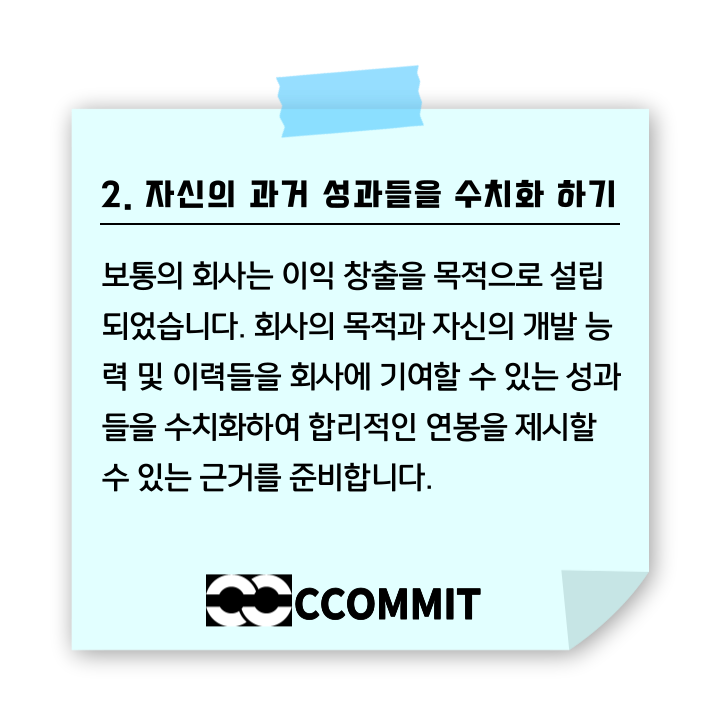 2. 자신의 과거 성과들을 수치화 하기
보통의 회사는 이익 창출을 목적으로 설립
되었습니다. 회사의 목적과 자신의 개발 능
력 및 이력들을 회사에 기여할 수 있는 성과
들을 수치화하여 합리적인 연봉을 제시할
수 있는 근거를 준비합니다.
CCOMMIT